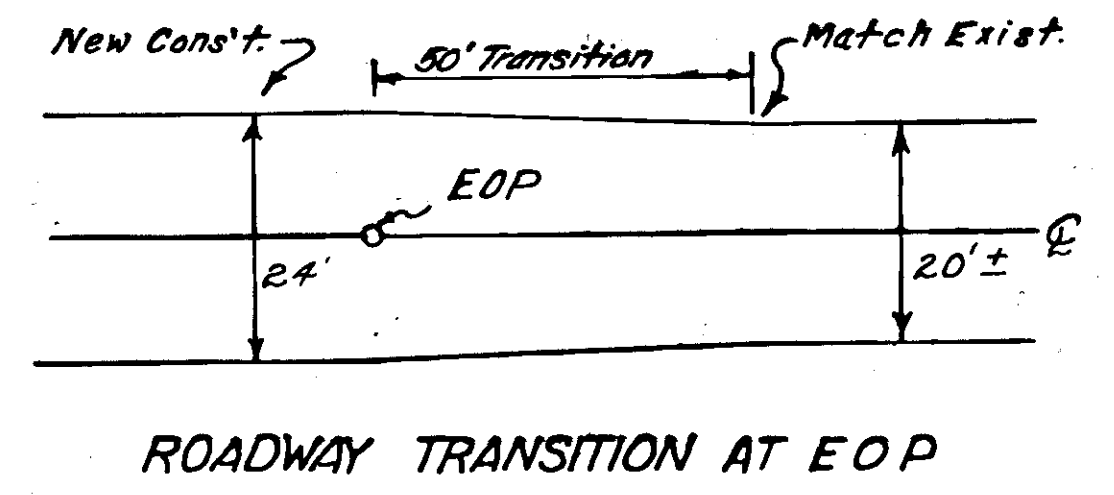 New Cons't.
50' Transition
Match Exist.
EOP
24'
20' ±
℄
ROADWAY TRANSITION AT EOP